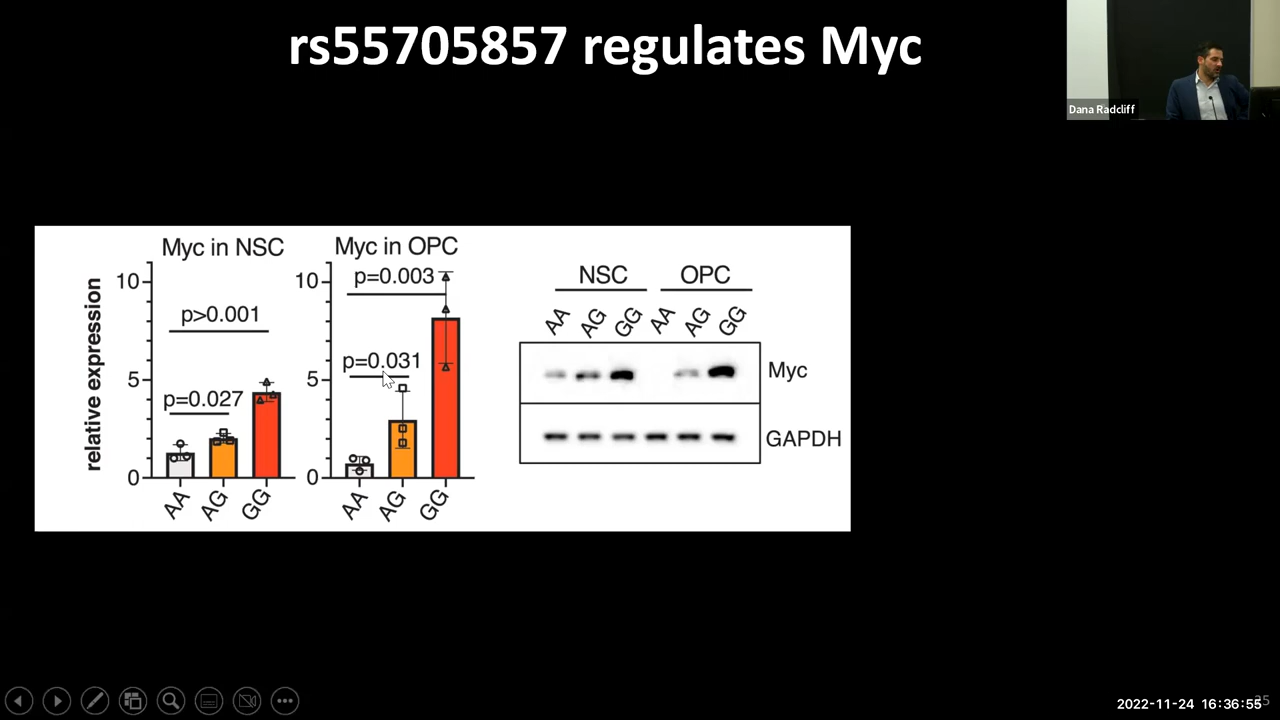 rs55705857 regulates Myc
Dana Radcliff
Myc in NSC
relative expression
10
5
0
p>0.001
p=0.027
AA
AG
GG
Myc in OPC
10
5
0
p=0.003
p=0.031
AA
AG
GG
NSC
OPC
AA
AG
GG
AA
AG
GG
Myc
GAPDH
2022-11-24 16:36:55